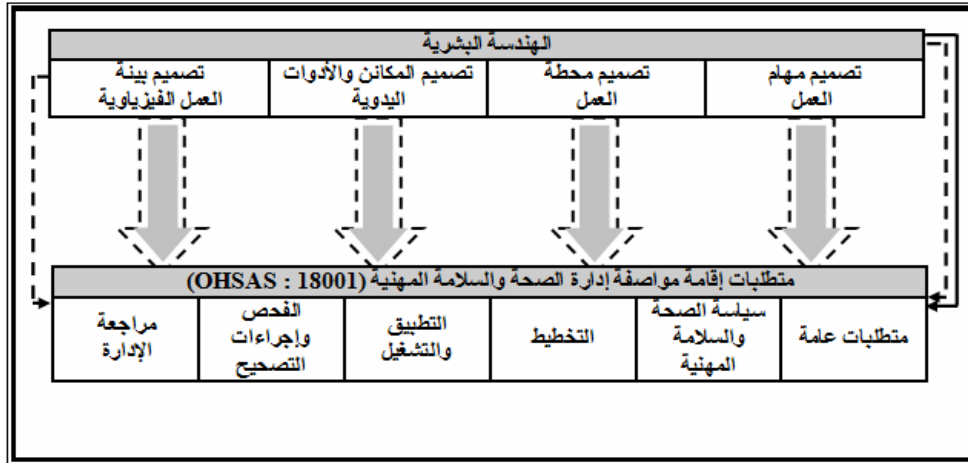 الهندسة البشرية
تصميم مهام
العمل
تصميم محطة
العمل
تصميم المكائن والأدوات
اليدوية
تصميم بيئة
العمل الفيزياوية
متطلبات إقامة مواصفة إدارة الصحة والسلامة المهنية (OHSAS : 18001)
متطلبات عامة
سياسة الصحة
والسلامة
المهنية
التخطيط
التطبيق
والتشغيل
الفحص
وإجراءات
التصحيح
مراجعة
الإدارة